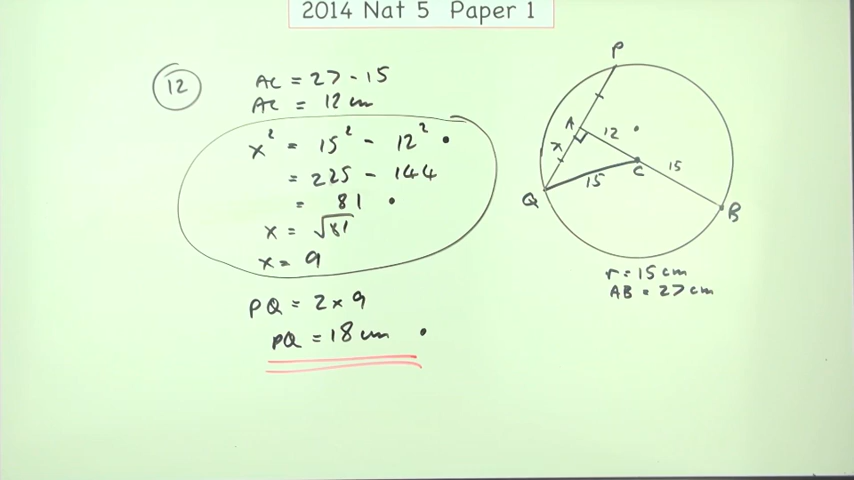 2014 Nat 5 Paper 1
12
AC = 27 - 15
AC = 12 cm
x² = 15² - 12²
= 225 - 144
= 81
x = √81
x = 9
PQ = 2 × 9
PQ = 18 cm
P
A
12
x
C
15
15
Q
B
r = 15 cm
AB = 27 cm